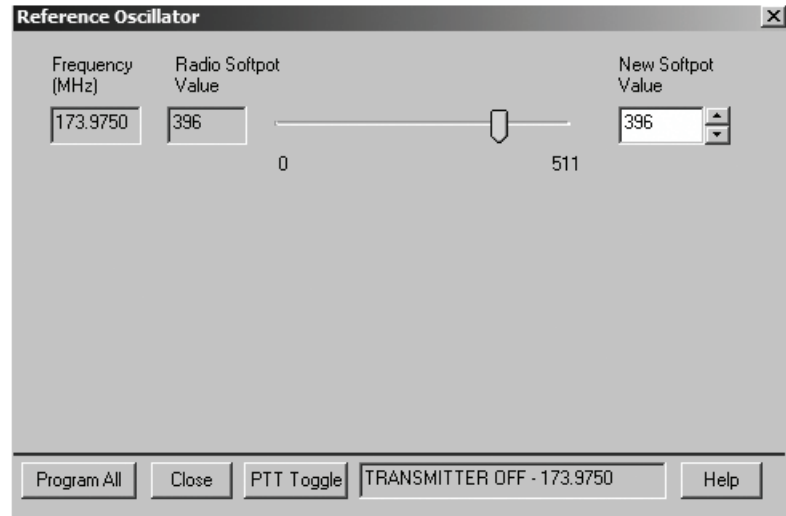 Reference Oscillator
Frequency (MHz)
Radio Softpot Value
New Softpot Value
173.9750
396
396
0
511
Program All
Close
PTT Toggle
TRANSMITTER OFF - 173.9750
Help